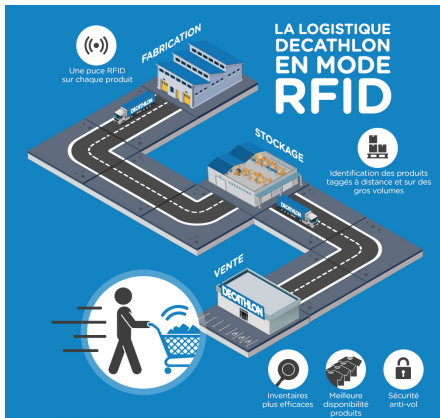 LA LOGISTIQUE
DECATHLON
EN MODE
RFID
FABRICATION
Une puce RFID
sur chaque produit
DECATHLON
STOCKAGE
Identification des produits
taggés à distance et sur des
gros volumes
DECATHLON
VENTE
DECATHLON
Inventaires
plus efficaces
Meilleure
disponibilité
produits
Sécurité
anti-vol